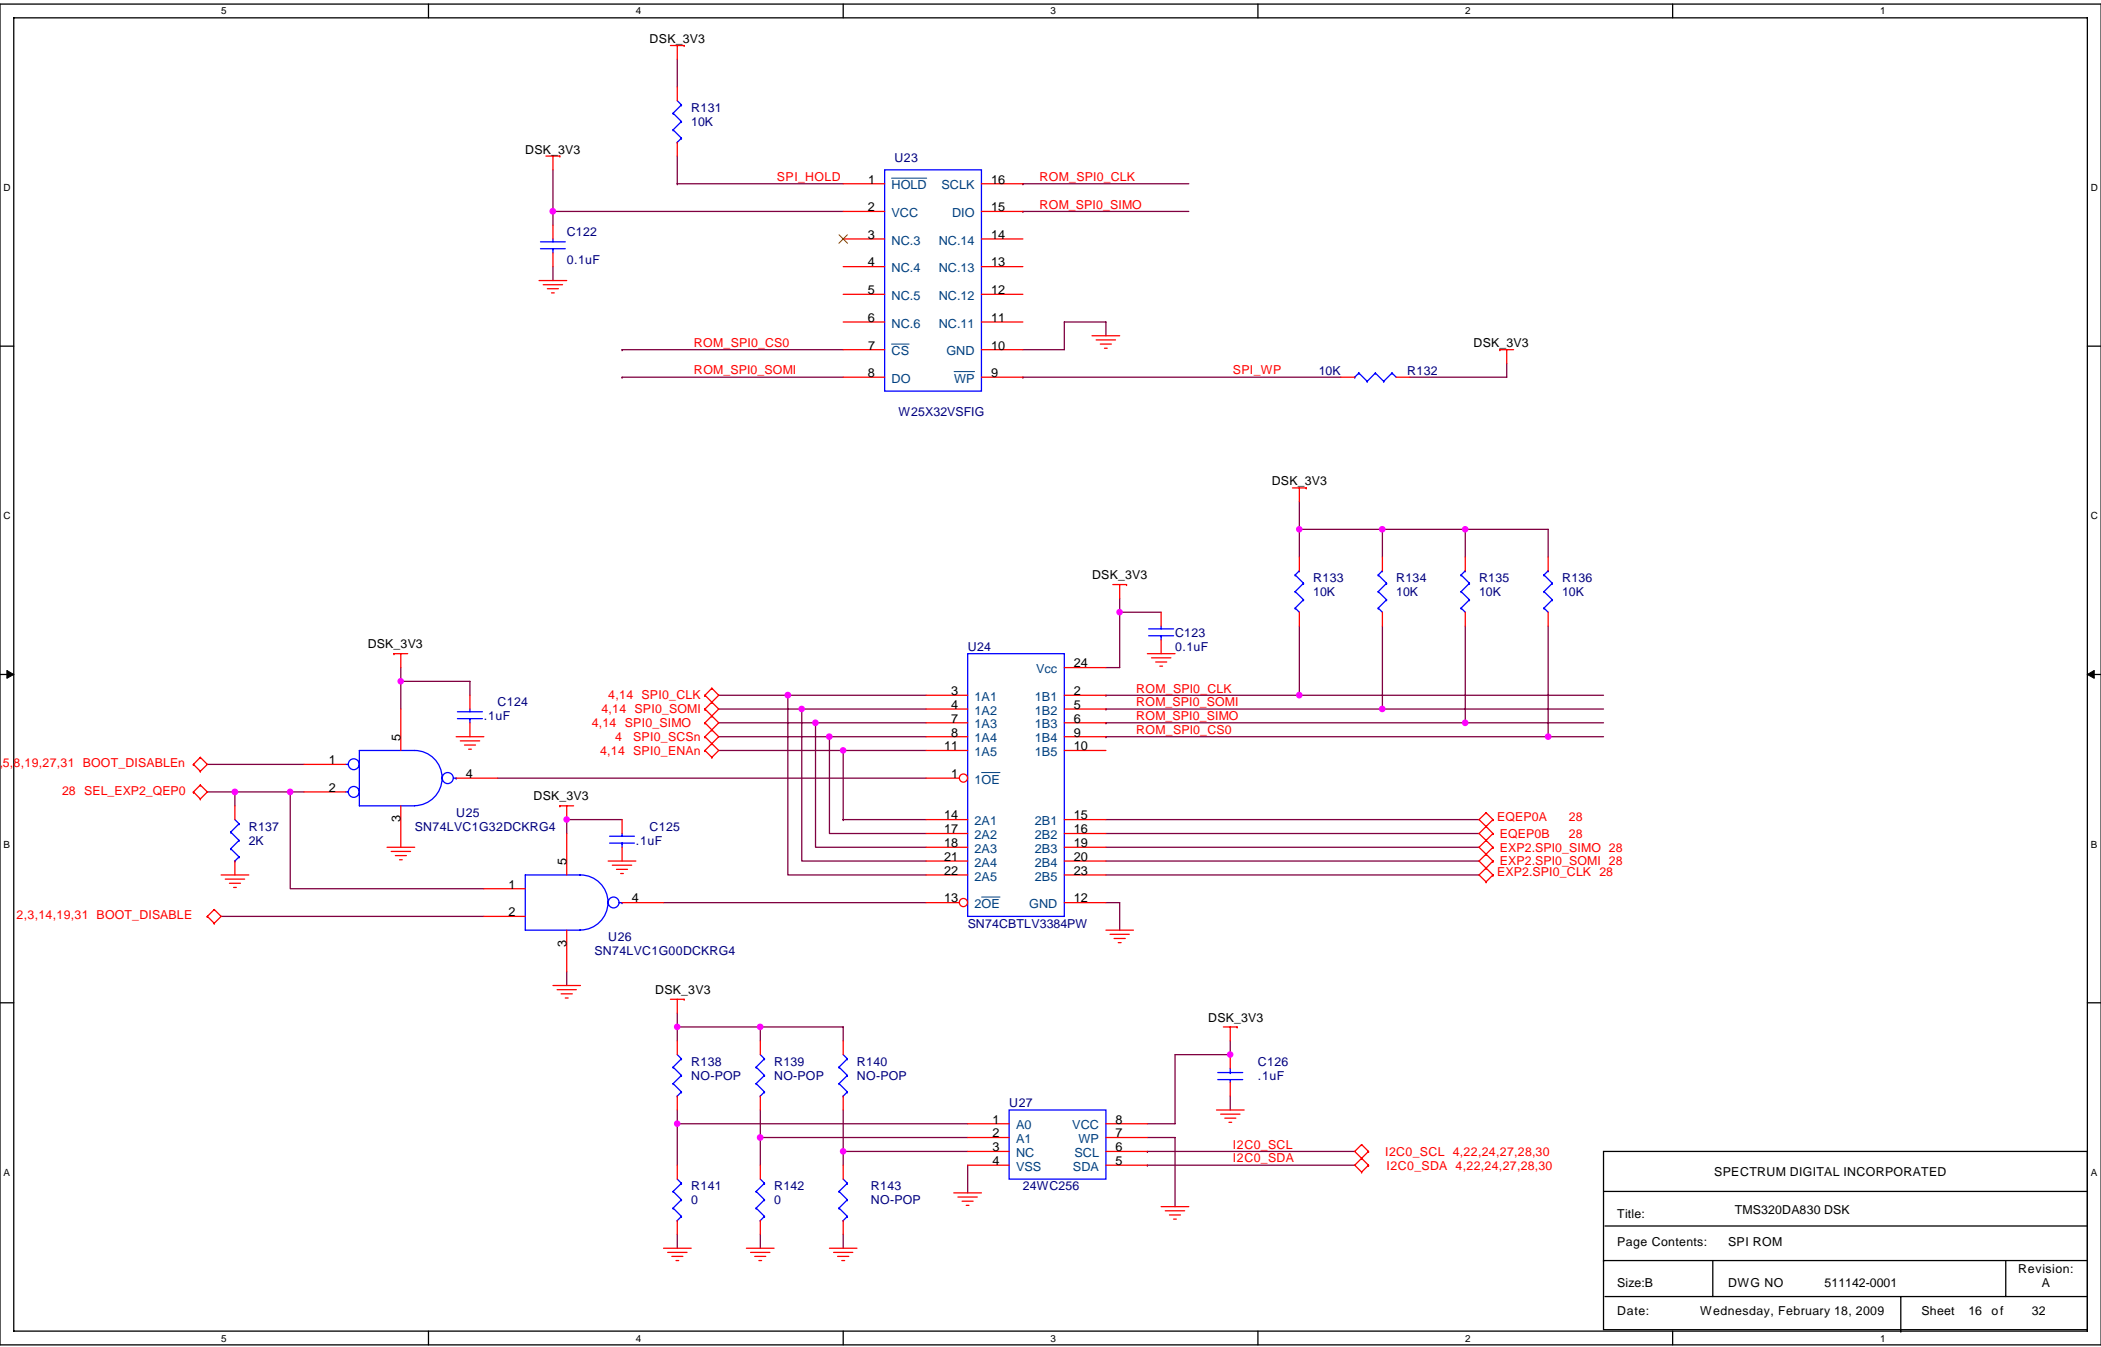 5 4 3 2 1
DSK_3V3
R131
10K
DSK_3V3
C122
0.1uF
U23
SPI_HOLD 1 HOLD SCLK 16 ROM_SPI0_CLK
2 VCC DIO 15 ROM_SPI0_SIMO
3 NC.3 NC.14 14
4 NC.4 NC.13 13
5 NC.5 NC.12 12
6 NC.6 NC.11 11
ROM_SPI0_CS0 7 CS GND 10
ROM_SPI0_SOMI 8 DO WP 9 SPI_WP 10K R132
DSK_3V3
W25X32VSFIG
D D
C C
DSK_3V3
R133
10K
R134
10K
R135
10K
R136
10K
DSK_3V3
C123
0.1uF
DSK_3V3
C124
.1uF
U24
Vcc 24
4,14 SPI0_CLK 3 1A1 1B1 2 ROM_SPI0_CLK
4,14 SPI0_SOMI 4 1A2 1B2 5 ROM_SPI0_SOMI
4,14 SPI0_SIMO 7 1A3 1B3 6 ROM_SPI0_SIMO
4 SPI0_SCSn 8 1A4 1B4 9 ROM_SPI0_CS0
4,14 SPI0_ENAn 11 1A5 1B5 10
1 1OE
14 2A1 2B1 15 EQEP0A 28
17 2A2 2B2 16 EQEP0B 28
18 2A3 2B3 19 EXP2.SPI0_SIMO 28
21 2A4 2B4 20 EXP2.SPI0_SOMI 28
22 2A5 2B5 23 EXP2.SPI0_CLK 28
13 2OE GND 12
SN74CBTLV3384PW
,5,8,19,27,31 BOOT_DISABLEn 1
28 SEL_EXP2_QEP0 2
5
4
3
U25
SN74LVC1G32DCKRG4
R137
2K
DSK_3V3
C125
.1uF
5
1
2,3,14,19,31 BOOT_DISABLE 2
4
3
U26
SN74LVC1G00DCKRG4
B B
DSK_3V3
R138
NO-POP
R139
NO-POP
R140
NO-POP
R141
0
R142
0
R143
NO-POP
DSK_3V3
C126
.1uF
U27
1 A0 VCC 8
2 A1 WP 7
3 NC SCL 6 I2C0_SCL I2C0_SCL 4,22,24,27,28,30
4 VSS SDA 5 I2C0_SDA I2C0_SDA 4,22,24,27,28,30
24WC256
A A
SPECTRUM DIGITAL INCORPORATED
Title: TMS320DA830 DSK
Page Contents: SPI ROM
Size:B DWG NO 511142-0001 Revision: A
Date: Wednesday, February 18, 2009 Sheet 16 of 32
5 4 3 2 1